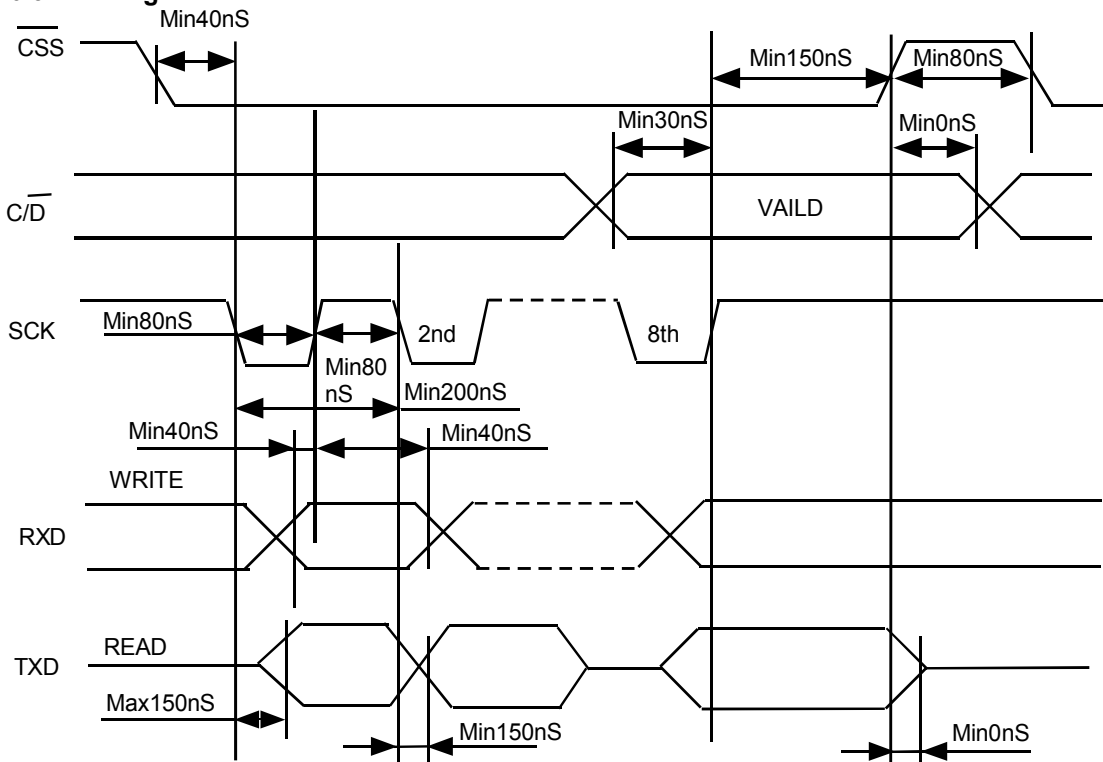 Min40nS
CSS
Min150nS
Min80nS
Min30nS
Min0nS
C/D
VAILD
SCK
Min80nS
2nd
8th
Min80
nS
Min200nS
Min40nS
Min40nS
WRITE
RXD
READ
TXD
Max150nS
Min150nS
Min0nS